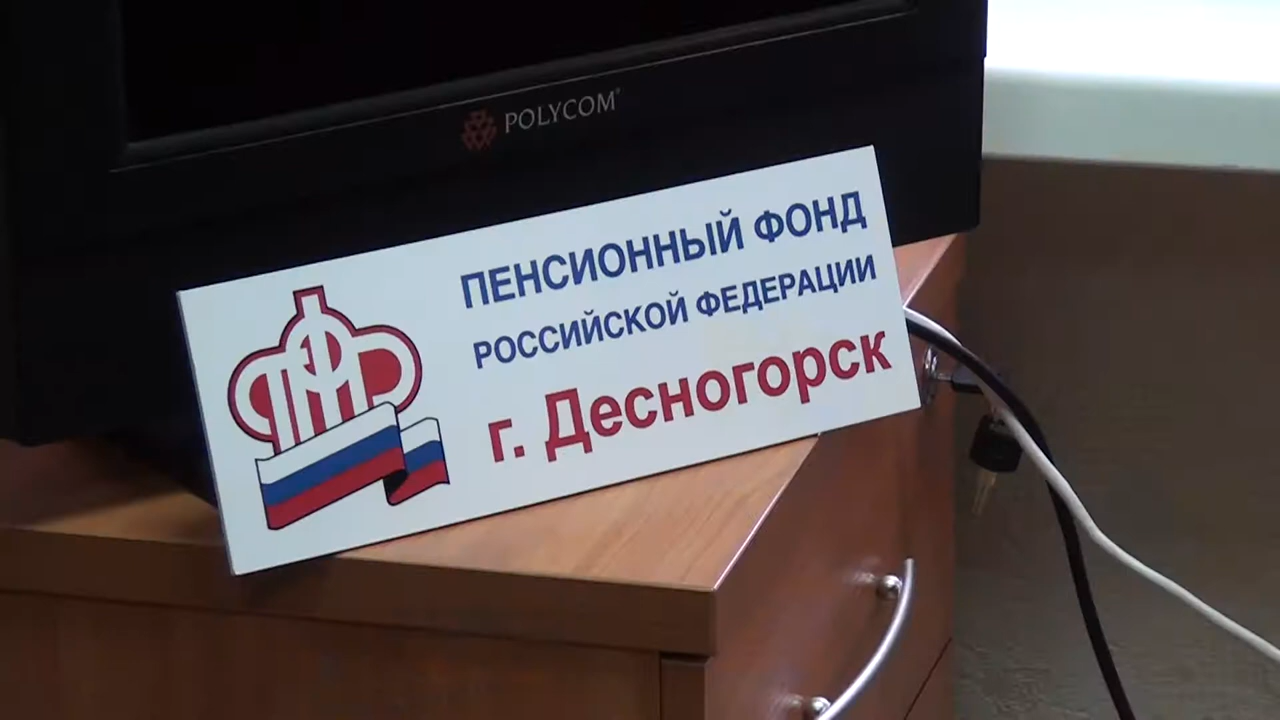 POLYCOM
ПЕНСИОННЫЙ ФОНД
РОССИЙСКОЙ ФЕДЕРАЦИИ
г. Десногорск